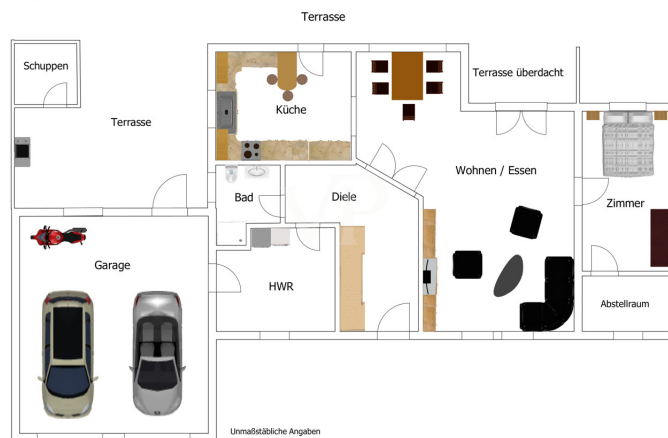 Terrasse
Schuppen
Terrasse überdacht
Küche
Terrasse
Wohnen / Essen
Bad
Diele
Zimmer
Garage
HWR
Abstellraum
Unmaßstäbliche Angaben